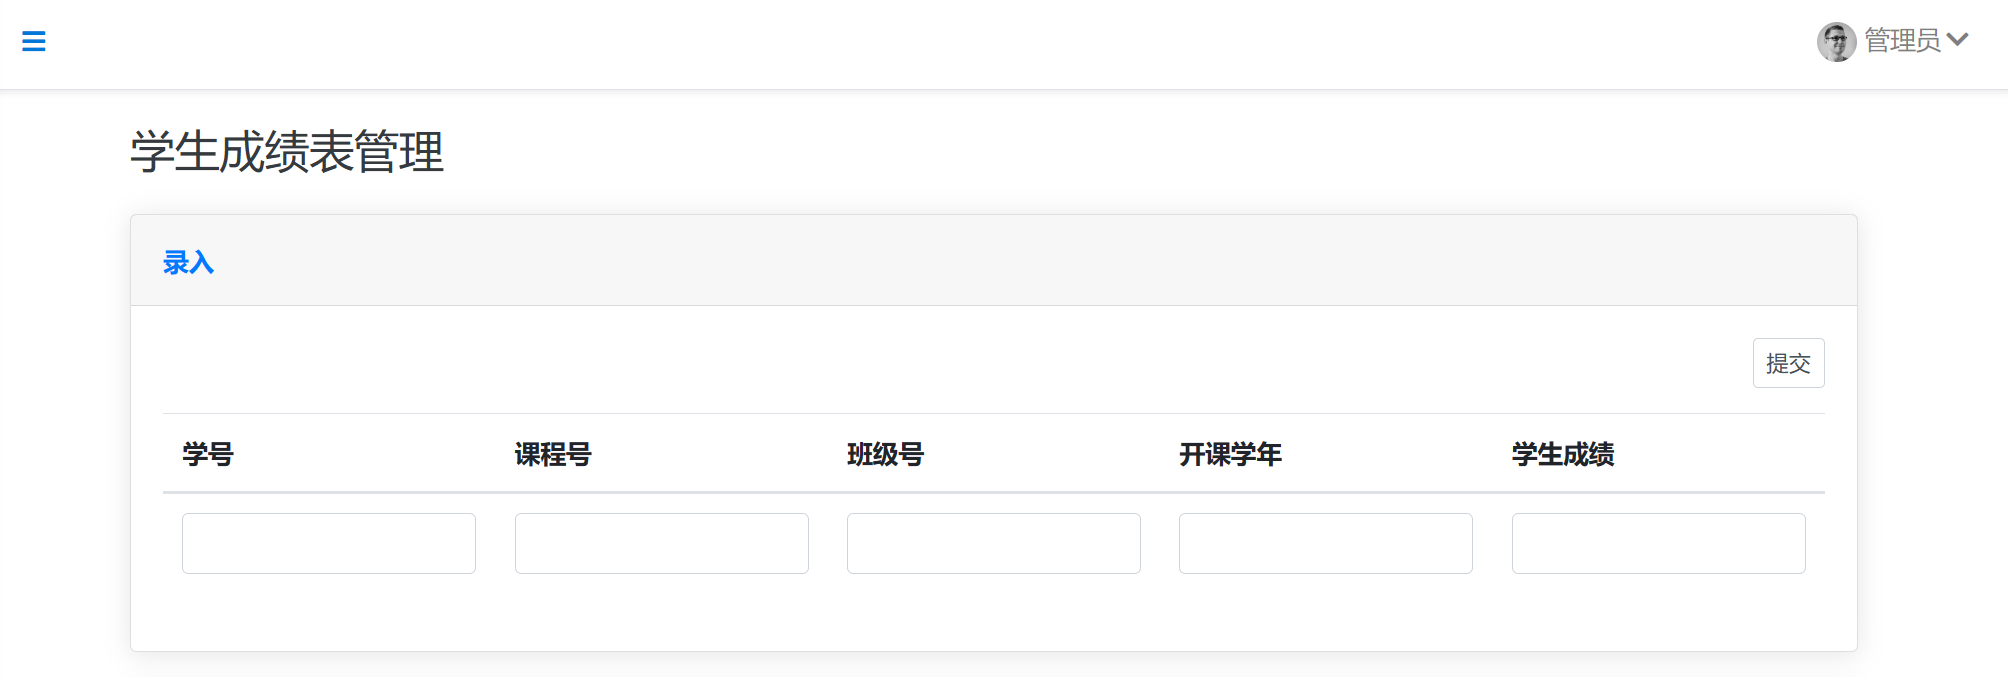 管理员
学生成绩表管理
录入
提交
学号 课程号 班级号 开课学年 学生成绩